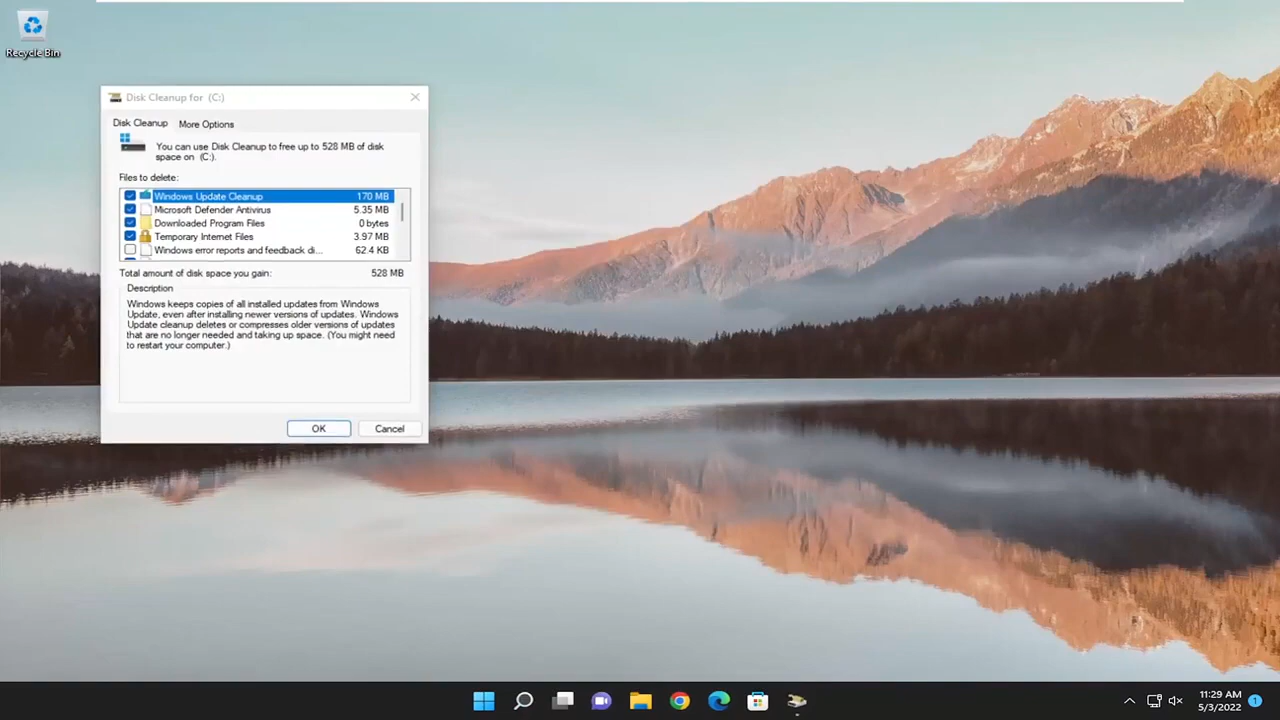 Recycle Bin
Disk Cleanup for (C:)
Disk Cleanup
More Options
You can use Disk Cleanup to free up to 528 MB of disk
space on (C:).
Files to delete:
Windows Update Cleanup 170 MB
Microsoft Defender Antivirus 5.35 MB
Downloaded Program Files 0 bytes
Temporary Internet Files 3.97 MB
Windows error reports and feedback di... 62.4 KB
Total amount of disk space you gain: 528 MB
Description
Windows keeps copies of all installed updates from Windows
Update, even after installing newer versions of updates. Windows
Update cleanup deletes or compresses older versions of updates
that are no longer needed and taking up space. (You might need
to restart your computer.)
OK
Cancel
11:29 AM
5/3/2022
1